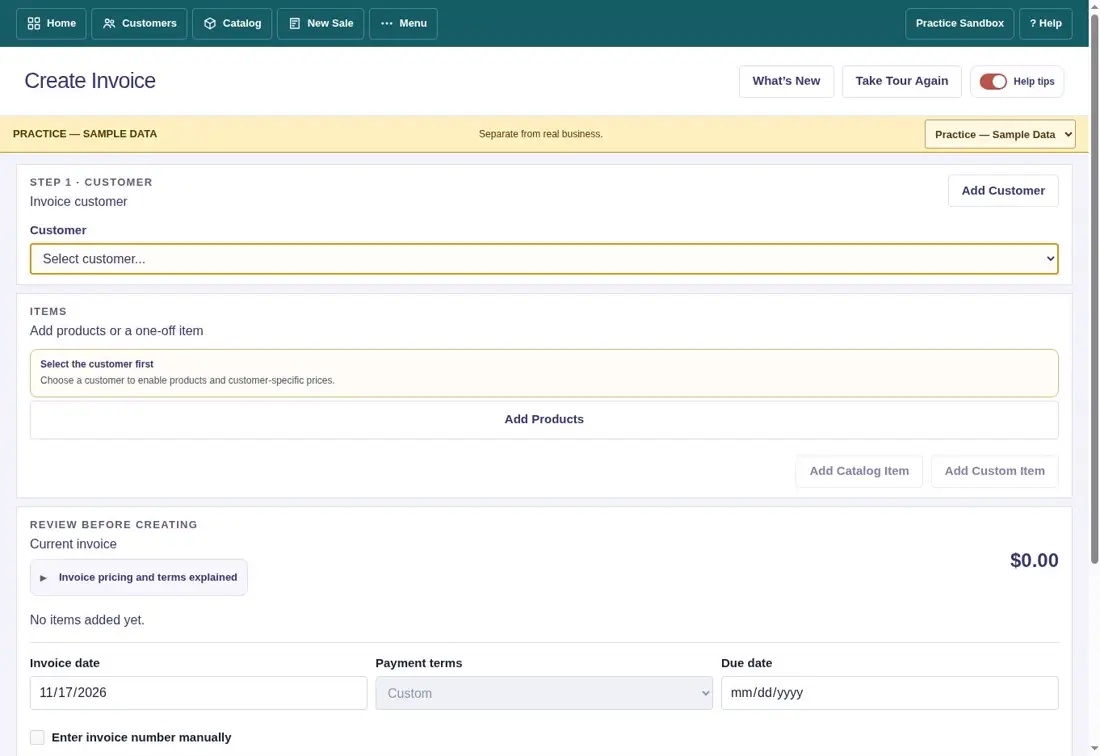 Home
Customers
Catalog
New Sale
Menu
Practice Sandbox
? Help
Create Invoice
What's New
Take Tour Again
Help tips
PRACTICE — SAMPLE DATA
Separate from real business.
Practice — Sample Data
STEP 1 · CUSTOMER
Invoice customer
Add Customer
Customer
Select customer...
ITEMS
Add products or a one-off item
Select the customer first
Choose a customer to enable products and customer-specific prices.
Add Products
Add Catalog Item
Add Custom Item
REVIEW BEFORE CREATING
Current invoice
$0.00
Invoice pricing and terms explained
No items added yet.
Invoice date
Payment terms
Due date
11/17/2026
Custom
mm/dd/yyyy
Enter invoice number manually